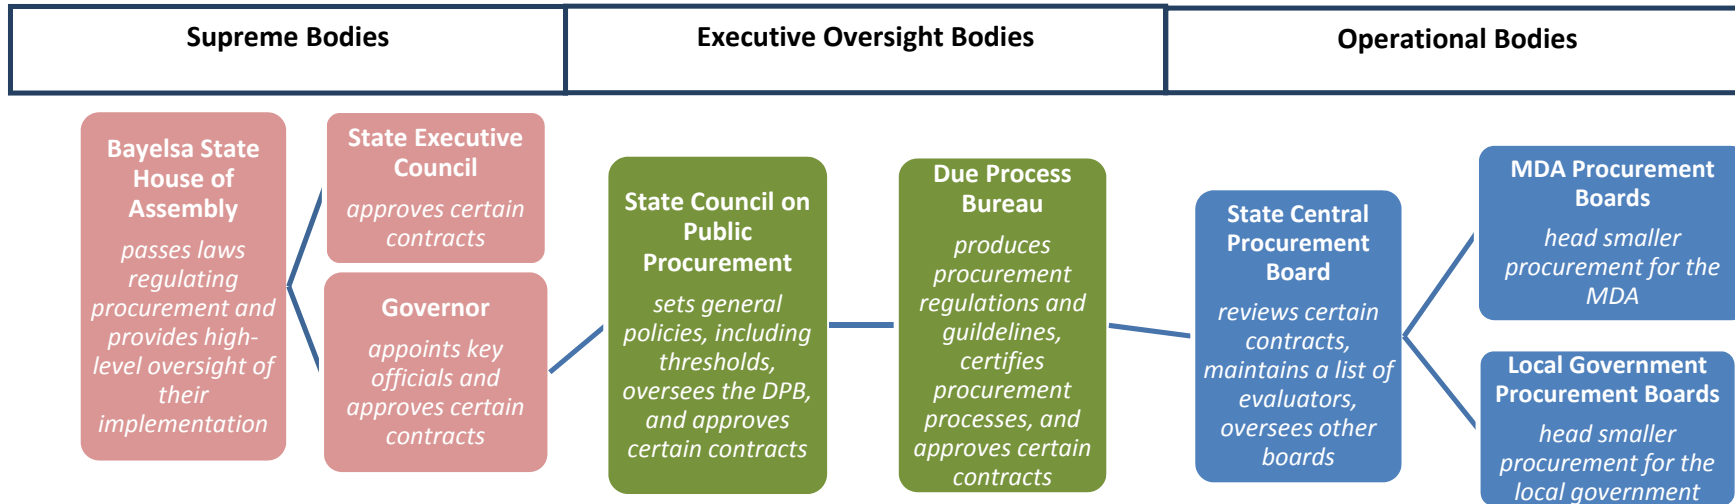 Supreme Bodies
Executive Oversight Bodies
Operational Bodies
Bayelsa State
House of
Assembly
passes laws
regulating
procurement and
provides high-
level oversight of
their
implementation
State Executive
Council
approves certain
contracts
Governor
appoints key
officials and
approves certain
contracts
State Council on
Public
Procurement
sets general
policies, including
thresholds,
oversees the DPB,
and approves
certain contracts
Due Process
Bureau
produces
procurement
regulations and
guildelines,
certifies
procurement
processes, and
approves certain
contracts
State Central
Procurement
Board
reviews certain
contracts,
maintains a list of
evaluators,
oversees other
boards
MDA Procurement
Boards
head smaller
procurement for the
MDA
Local Government
Procurement Boards
head smaller
procurement for the
local government